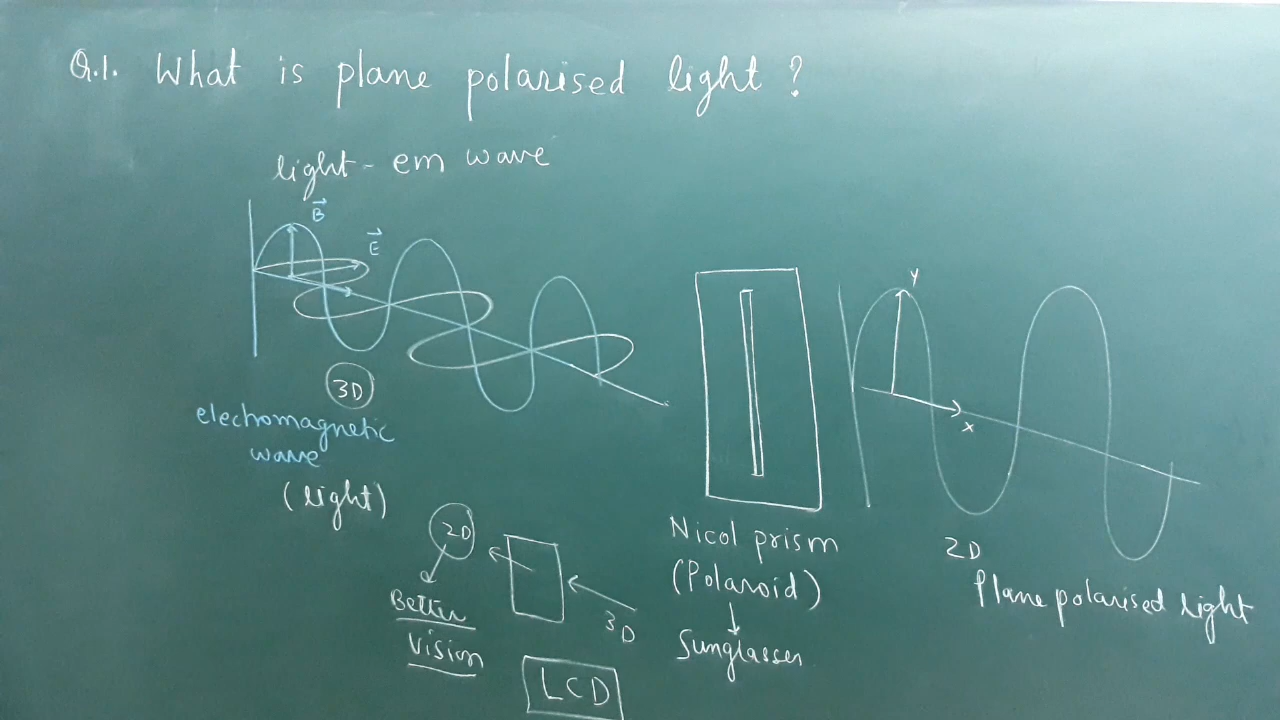 Q.1. What is plane polarised light?
light - em wave
B
E
3D
electromagnetic
wave
(light)
Y
X
Nicol prism
(Polaroid)
Sunglasses
2D
Plane polarised light
2D
Better
Vision
3D
LCD